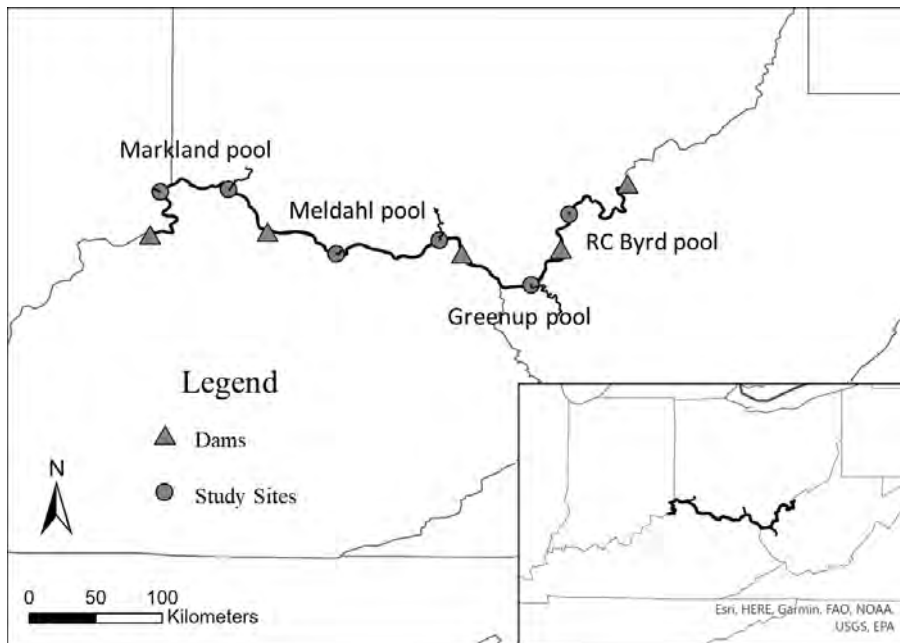 Markland pool
Meldahl pool
RC Byrd pool
Greenup pool
Legend
Dams
Study Sites
N
0 50 100
Kilometers
Esri, HERE, Garmin, FAO, NOAA,
USGS, EPA